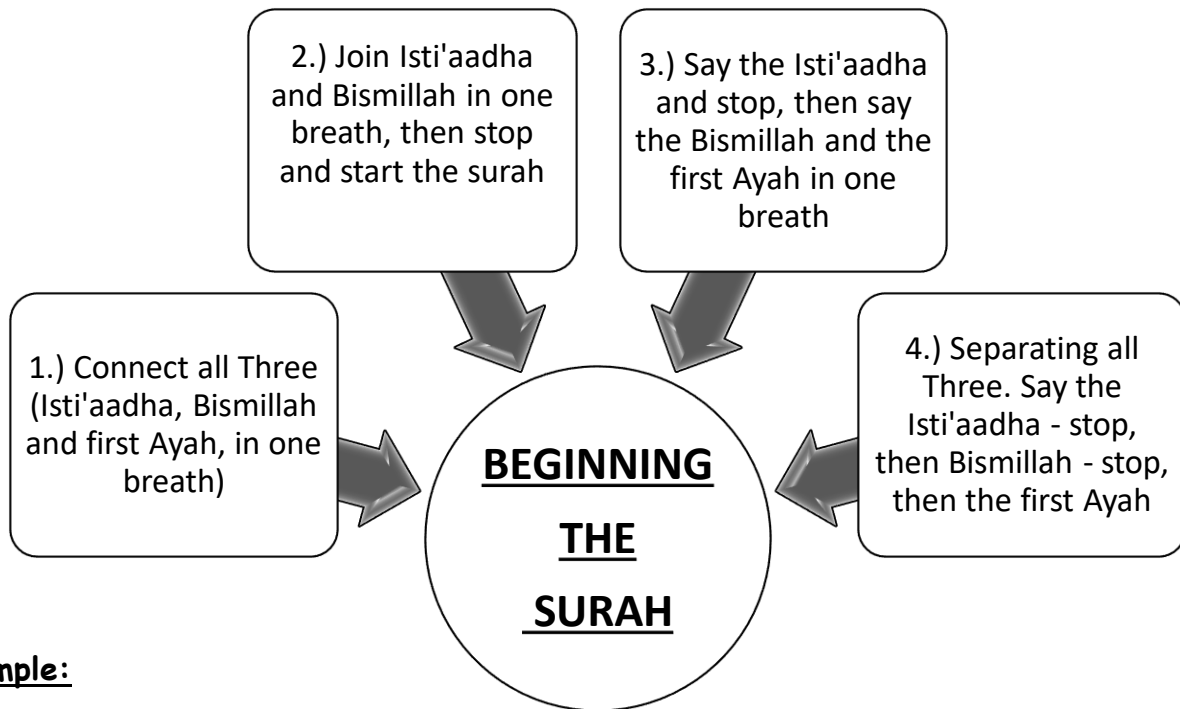 1.) Connect all Three
(Isti'aadha, Bismillah
and first Ayah, in one
breath)
2.) Join Isti'aadha
and Bismillah in one
breath, then stop
and start the surah
3.) Say the Isti'aadha
and stop, then say
the Bismillah and the
first Ayah in one
breath
4.) Separating all
Three. Say the
Isti'aadha - stop,
then Bismillah - stop,
then the first Ayah
BEGINNING
THE
SURAH
mple: